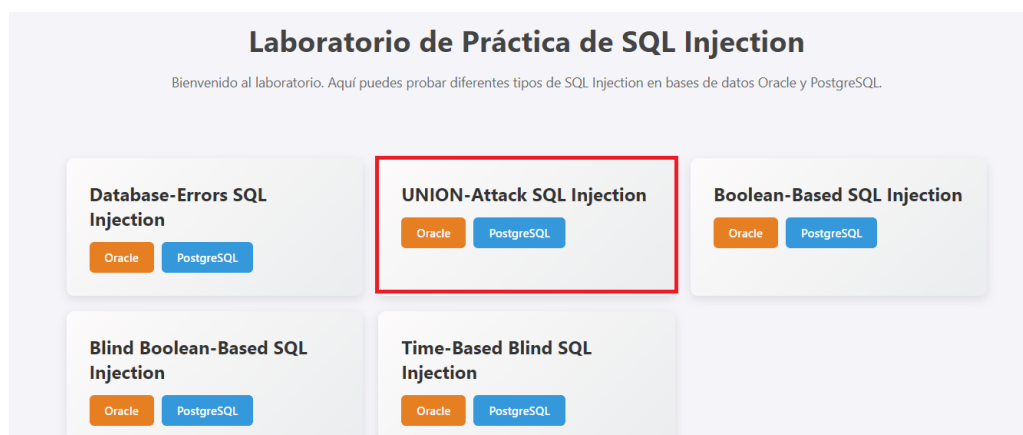 Laboratorio de Práctica de SQL Injection
Bienvenido al laboratorio. Aquí puedes probar diferentes tipos de SQL Injection en bases de datos Oracle y PostgreSQL.
Database-Errors SQL
Injection
Oracle PostgreSQL
UNION-Attack SQL Injection
Oracle PostgreSQL
Boolean-Based SQL Injection
Oracle PostgreSQL
Blind Boolean-Based SQL
Injection
Oracle PostgreSQL
Time-Based Blind SQL
Injection
Oracle PostgreSQL